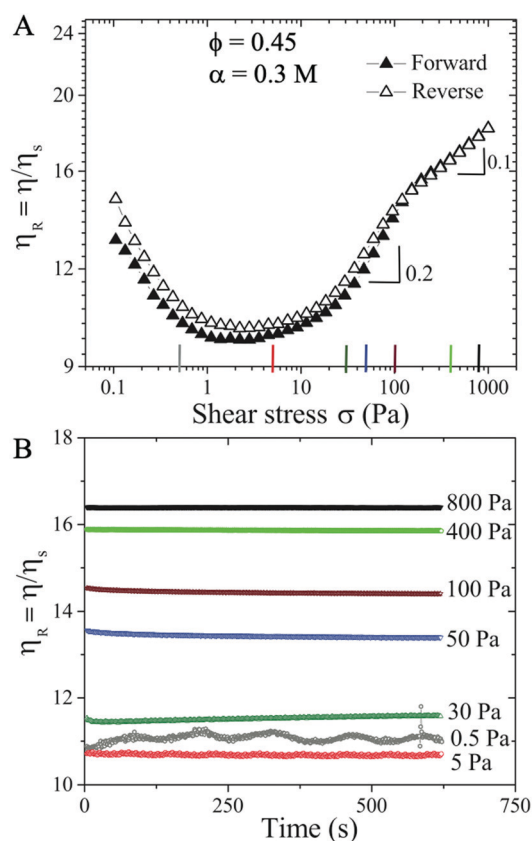 A
ϕ = 0.45
α = 0.3 M
Forward
Reverse
24
20
16
12
9
η_R = η/η_s
0.2
0.1
0.1
1
10
100
1000
Shear stress σ (Pa)
B
18
16
14
12
10
η_R = η/η_s
800 Pa
400 Pa
100 Pa
50 Pa
30 Pa
0.5 Pa
5 Pa
0
250
500
750
Time (s)